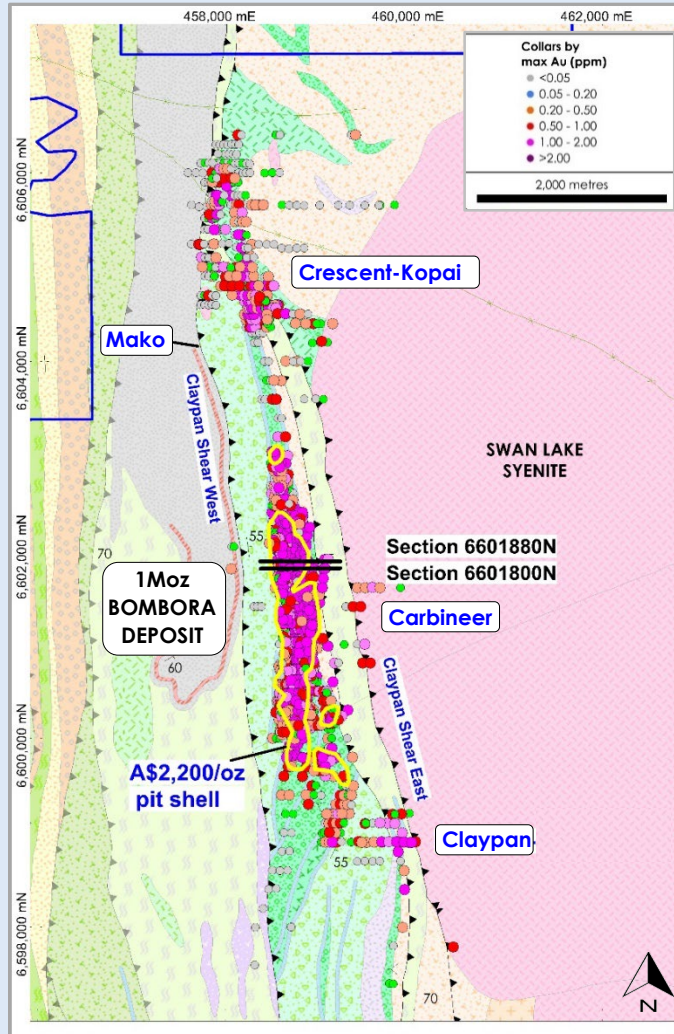 458,000 mE
460,000 mE
462,000 mE
Collars by
max Au (ppm)
<0.05
0.05 - 0.20
0.20 - 0.50
0.50 - 1.00
1.00 - 2.00
>2.00
2,000 metres
6,606,000 mN
Crescent-Kopai
Mako
6,604,000 mN
Claypan Shear West
SWAN LAKE
SYENITE
55
Section 6601880N
Section 6601800N
6,602,000 mN
70
1Moz
BOMBORA
DEPOSIT
Carbineer
60
Claypan Shear East
6,600,000 mN
A$2,200/oz
pit shell
Claypan
55
6,598,000 mN
70
N